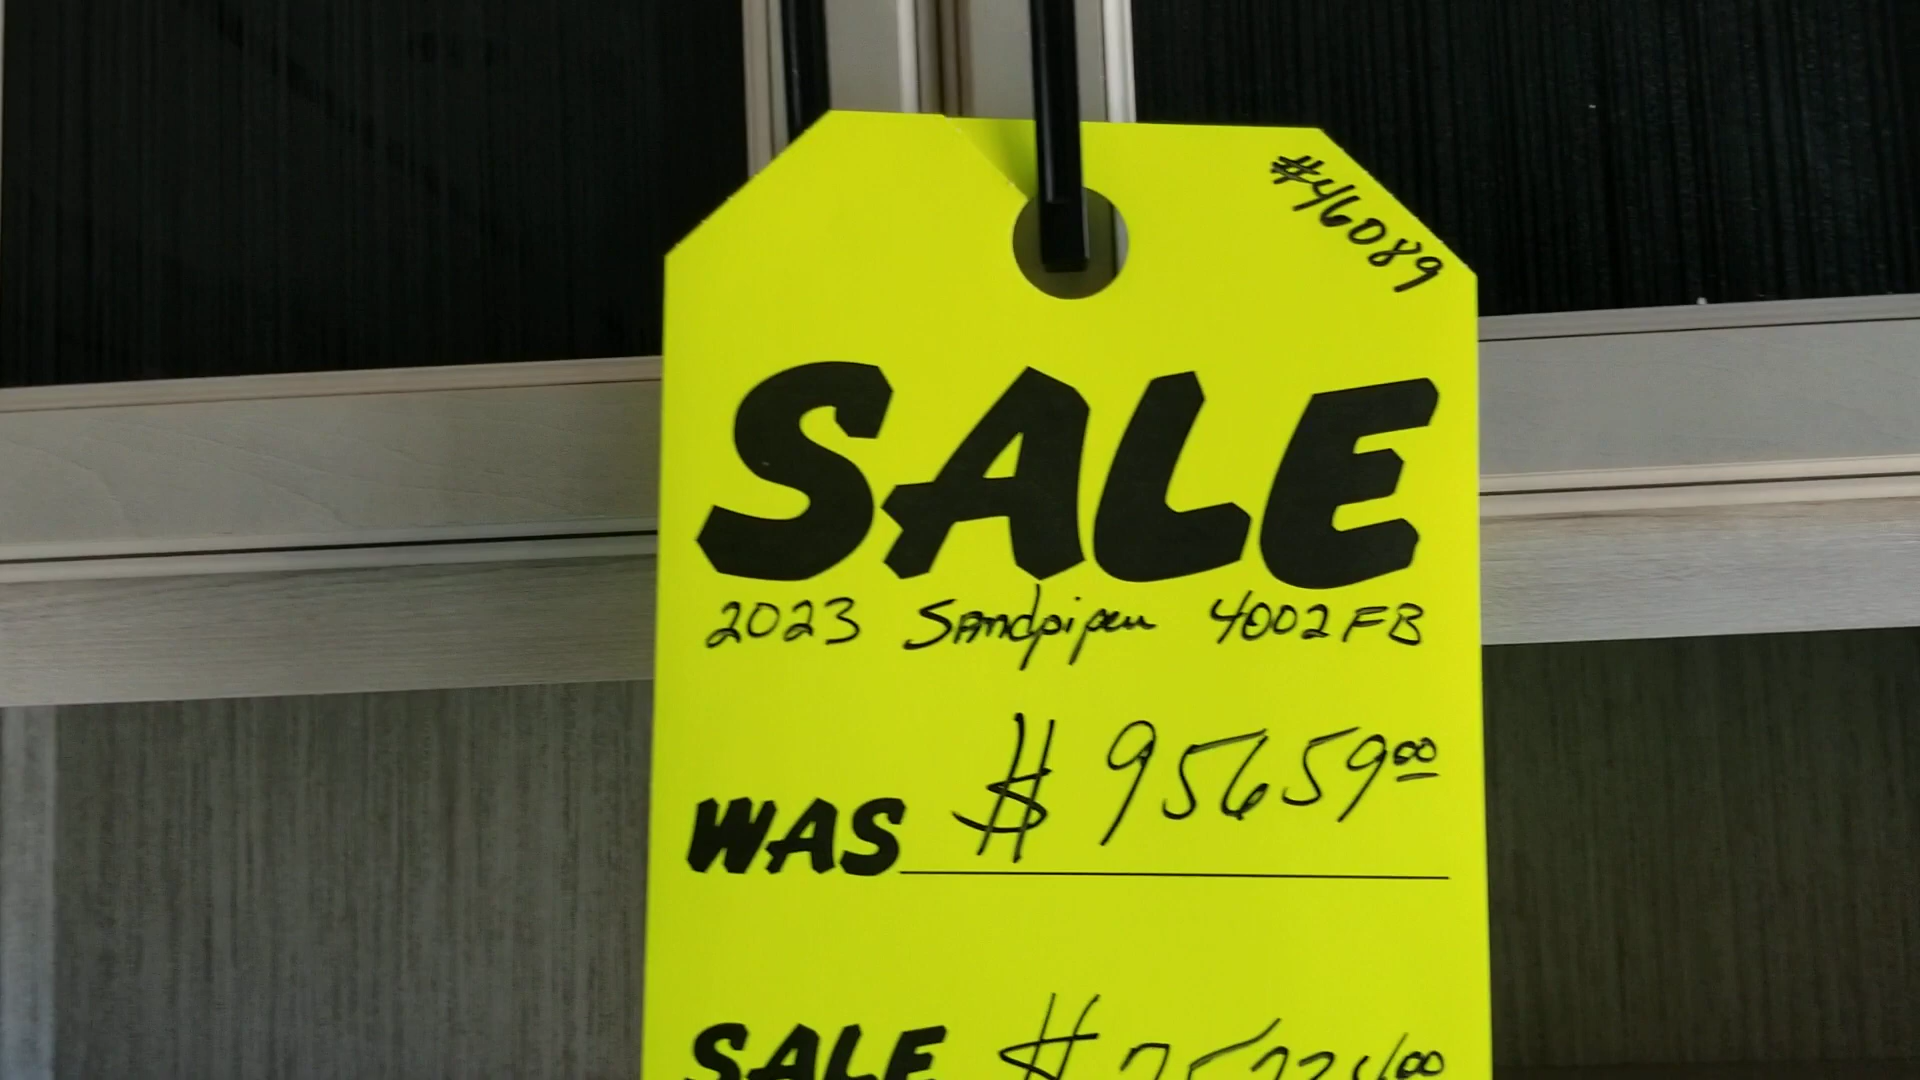 #46089
SALE
2023 Sandpiper 4002FB
WAS $95659.00
SALE $